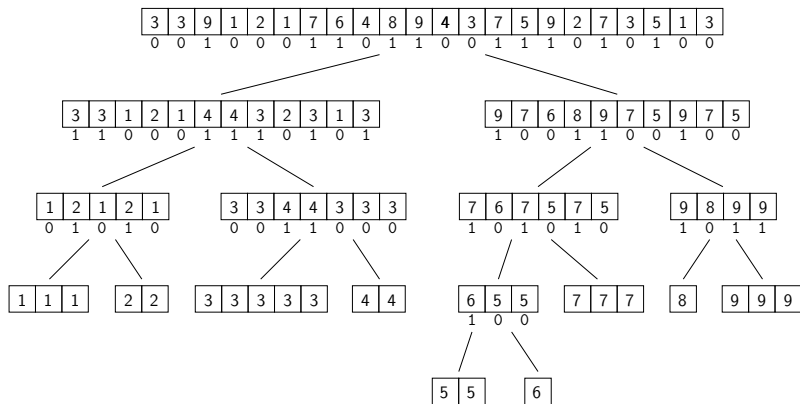 3 3 9 1 2 1 7 6 4 8 9 4 3 7 5 9 2 7 3 5 1 3
0 0 1 0 0 0 1 1 0 1 1 0 0 1 1 1 0 1 0 1 0 0
3 3 1 2 1 4 4 3 2 3 1 3 9 7 6 8 9 7 5 9 7 5
1 1 0 0 0 1 1 1 0 1 0 1 1 0 0 1 1 0 0 1 0 0
1 2 1 2 1 3 3 4 4 3 3 3 7 6 7 5 7 5 9 8 9 9
0 1 0 1 0 0 0 1 1 0 0 0 1 0 1 0 1 0 1 0 1 1
1 1 1 2 2 3 3 3 3 3 4 4 6 5 5 7 7 7 8 9 9 9
1 0 0
5 5 6